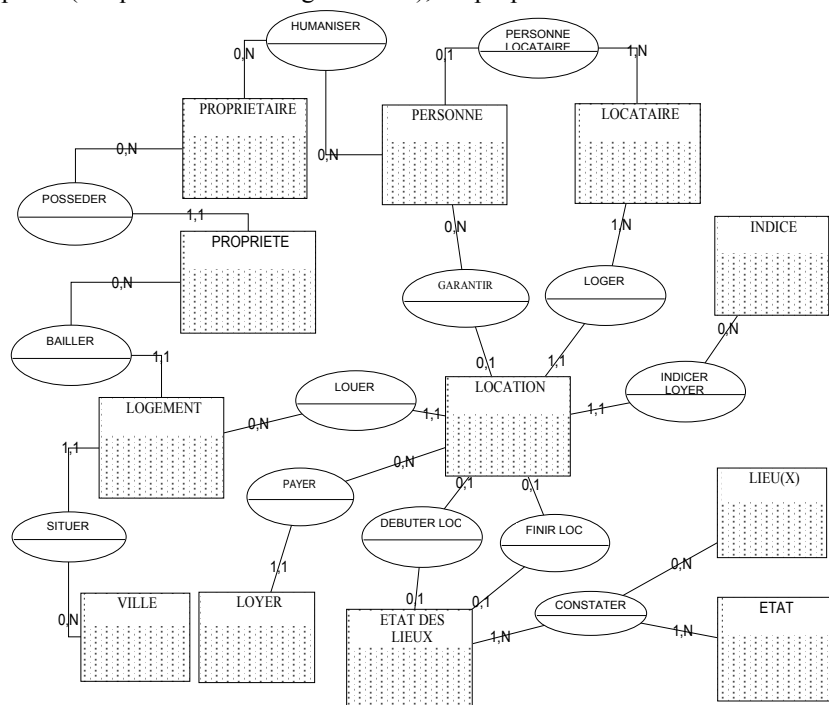 HUMANISER
PERSONNE
LOCATAIRE
0,N
0,1
1,N
PROPRIETAIRE
PERSONNE
LOCATAIRE
0,N
0,N
POSSEDER
1,1
0,N
1,N
INDICE
PROPRIETE
0,N
GARANTIR
LOGER
0,N
BAILLER
1,1
0,1
1,1
LOUER
LOCATION
INDICER
LOYER
LOGEMENT
0,N
1,1
1,1
1,1
0,N
PAYER
0,1
0,1
LIEU(X)
SITUER
DEBUTER LOC
FINIR LOC
1,1
0,N
VILLE
LOYER
0,1
0,1
CONSTATER
0,N
ETAT DES
LIEUX
1,N
1,N
ETAT